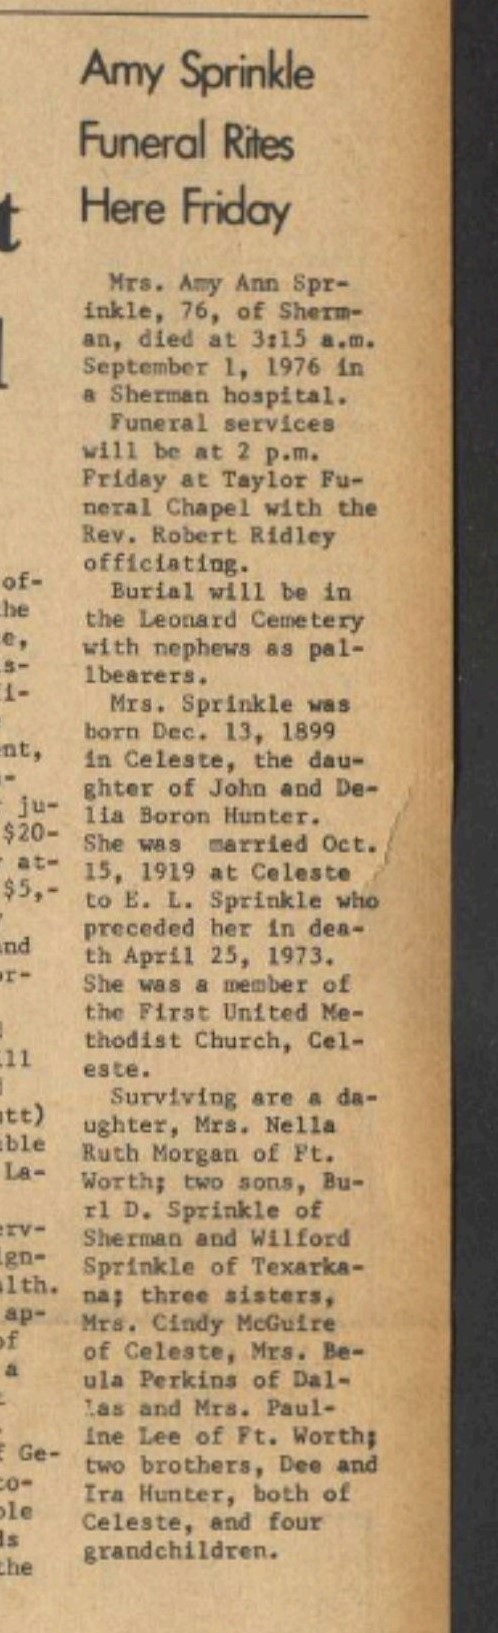 Amy Sprinkle
Funeral Rites
Here Friday
Mrs. Amy Ann Spr-
inkle, 76, of Sherm-
an, died at 3:15 a.m.
September 1, 1976 in
a Sherman hospital.
Funeral services
will be at 2 p.m.
Friday at Taylor Fu-
neral Chapel with the
Rev. Robert Ridley
officiating.
Burial will be in
the Leonard Cemetery
with nephews as pal-
lbearers.
Mrs. Sprinkle was
born Dec. 13, 1899
in Celeste, the dau-
ghter of John and De-
lia Boron Hunter.
She was married Oct.
15, 1919 at Celeste
to E. L. Sprinkle who
preceded her in dea-
th April 25, 1973.
She was a member of
the First United Me-
thodist Church, Cel-
este.
Surviving are a da-
ughter, Mrs. Nella
Ruth Morgan of Ft.
Worth; two sons, Bu-
rl D. Sprinkle of
Sherman and Wilford
Sprinkle of Texarka-
na; three sisters,
Mrs. Cindy McGuire
of Celeste, Mrs. Be-
ula Perkins of Dal-
las and Mrs. Paul-
ine Lee of Ft. Worth;
two brothers, Dee and
Ira Hunter, both of
Celeste, and four
grandchildren.